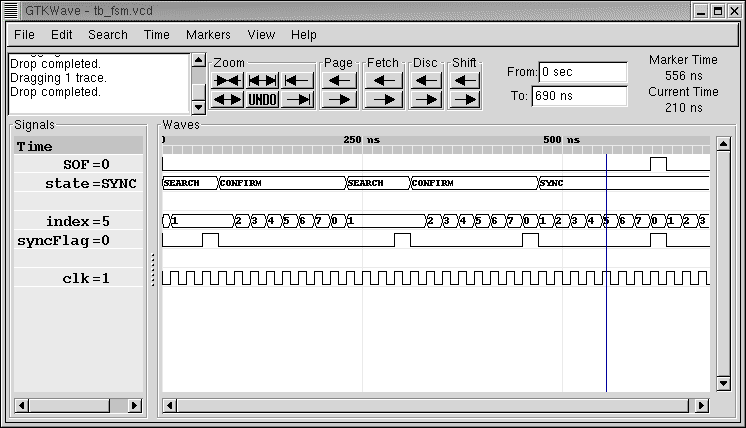 GTKWave - tb_fsm.vcd
File Edit Search Time Markers View Help
Drop completed.
Dragging 1 trace.
Drop completed.
Zoom
UNDO
Page
Fetch
Disc
Shift
From: 0 sec
To: 690 ns
Marker Time
556 ns
Current Time
210 ns
Signals
Time
SOF=0
state=SYNC
index=5
syncFlag=0
clk=1
Waves
250 ns 500 ns
SEARCH CONFIRM SEARCH CONFIRM SYNC
1 2 3 4 5 6 7 0 1 2 3 4 5 6 7 0 1 2 3 4 5 6 7 0 1 2 3